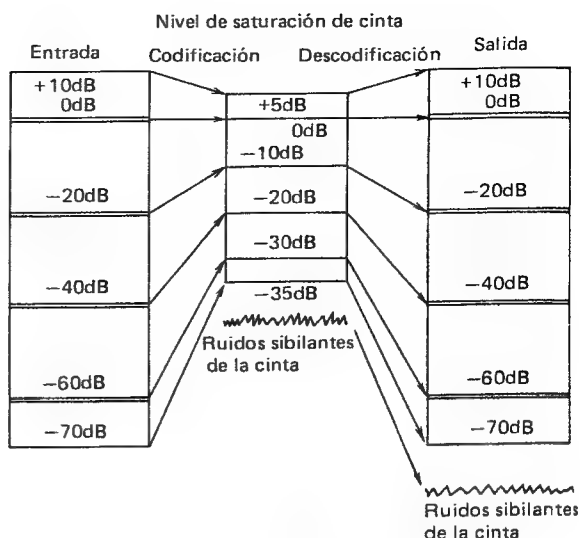 Nivel de saturación de cinta
Entrada
Codificación
Descodificación
Salida
+10dB
0dB
−20dB
−40dB
−60dB
−70dB
+5dB
0dB
−10dB
−20dB
−30dB
−35dB
Ruidos sibilantes
de la cinta
+10dB
0dB
−20dB
−40dB
−60dB
−70dB
Ruidos sibilantes
de la cinta